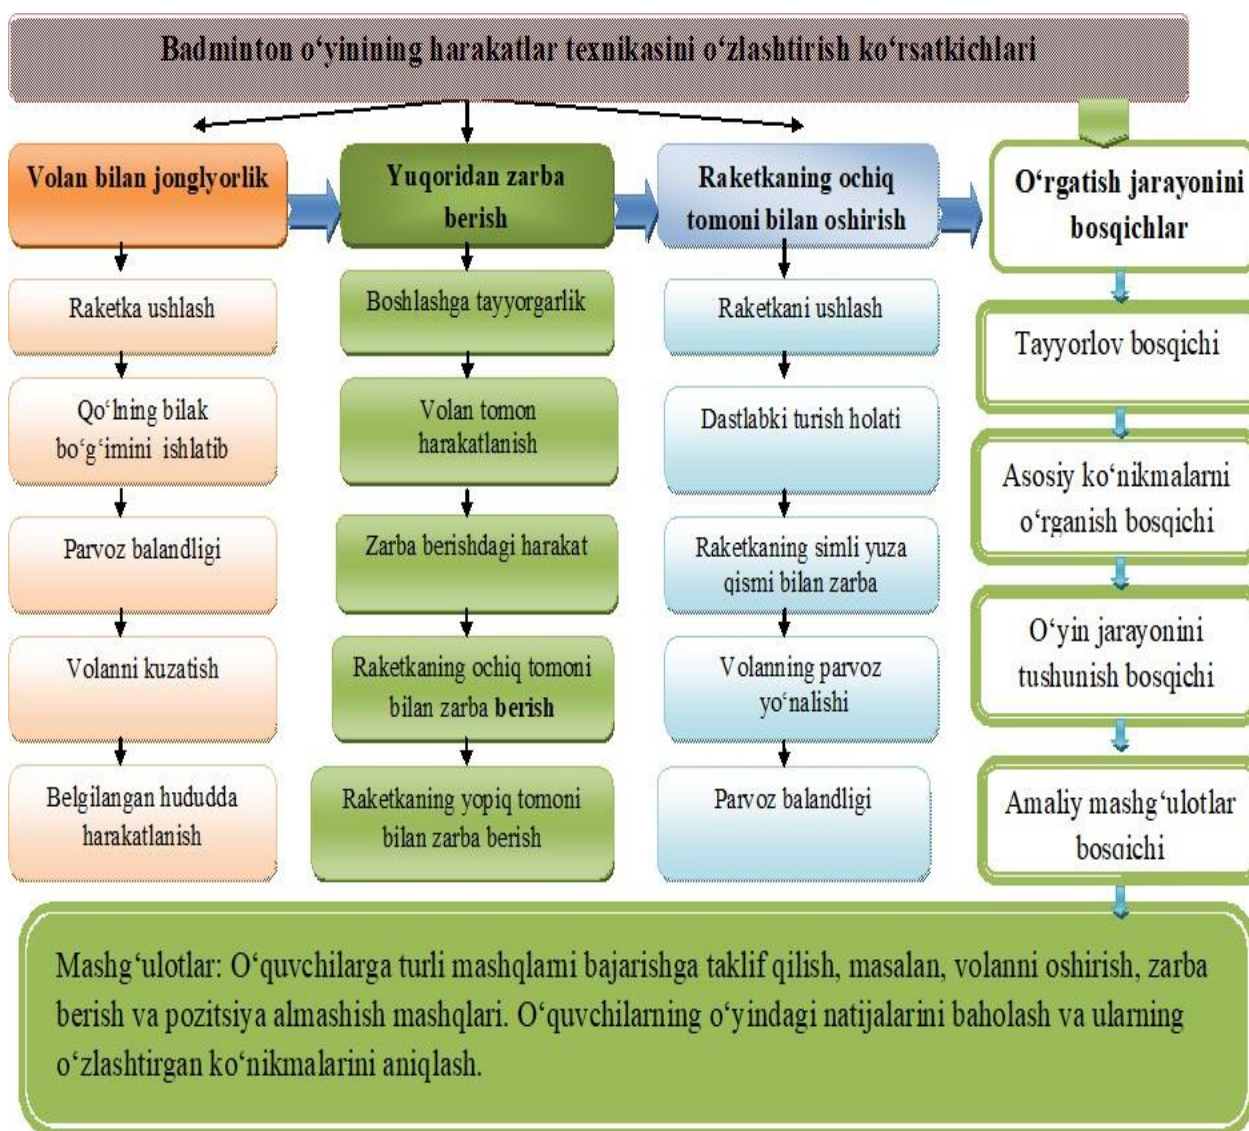 Badminton o‘yinining harakatlar texnikasini o‘zlashtirish ko‘rsatkichlari
Volan bilan jonglyorlik
Raketka ushlash
Qo‘lning bilak
bo‘g‘imini ishlatib
Parvoz balandligi
Volanni kuzatish
Belgilangan hududda
harakatlanish
Yuqoridan zarba
berish
Boshlashga tayyorgarlik
Volan tomon
harakatlanish
Zarba berishdagi harakat
Raketkaning ochiq tomoni
bilan zarba berish
Raketkaning yopiq tomoni
bilan zarba berish
Raketkaning ochiq
tomoni bilan oshirish
Raketkani ushlash
Dastlabki turish holati
Raketkaning simli yuza
qismi bilan zarba
Volanning parvoz
yo‘nalishi
Parvoz balandligi
O‘rgatish jarayonini
bosqichlar
Tayyorlov bosqichi
Asosiy ko‘nikmalarni
o‘rganish bosqichi
O‘yin jarayonini
tushunish bosqichi
Amaliy mashg‘ulotlar
bosqichi
Mashg‘ulotlar: O‘quvchilarga turli mashqlarni bajarishga taklif qilish, masalan, volanni oshirish, zarba
berish va pozitsiya almashish mashqlari. O‘quvchilarning o‘yindagi natijalarini baholash va ularning
o‘zlashtirgan ko‘nikmalarini aniqlash.